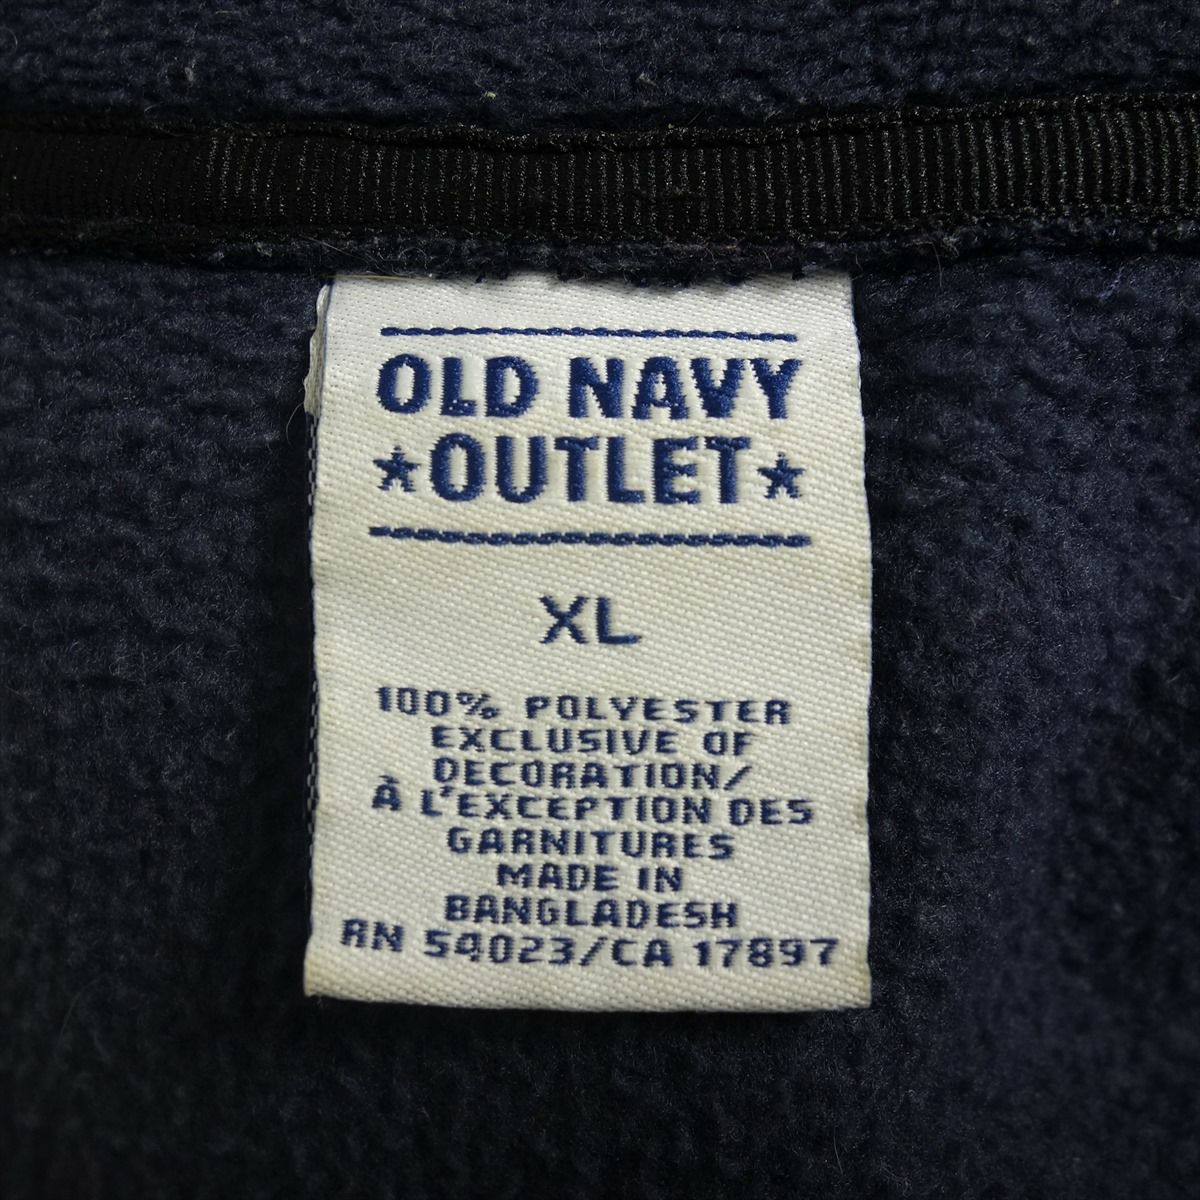 OLD NAVY
★OUTLET★
XL
100% POLYESTER
EXCLUSIVE OF
DECORATION/
À L'EXCEPTION DES
GARNITURES
MADE IN
BANGLADESH
RN 54023/CA 17897